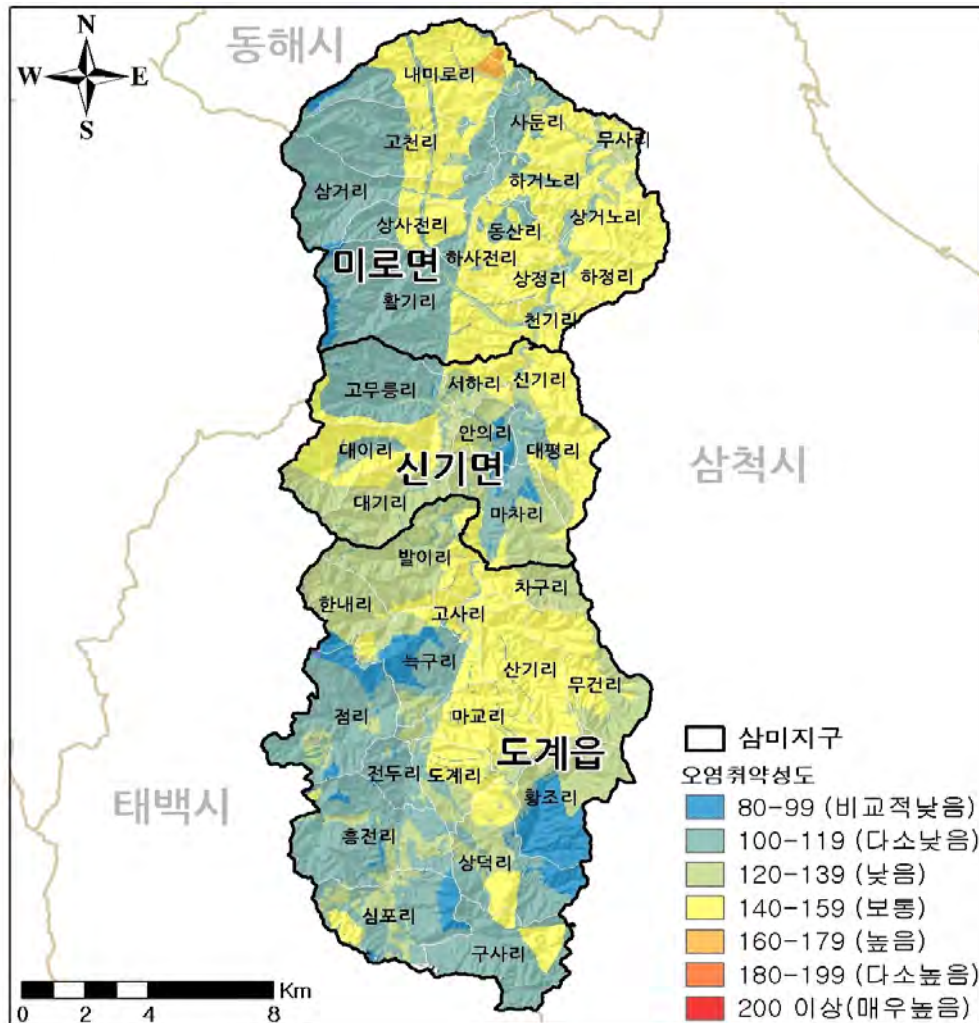 동해시
N
W E
S
내미로리
사둔리
무사리
고천리
하거노리
삼거리
상거노리
상사전리
동산리
하사전리
미로면
상정리
하정리
활기리
천기리
고무릉리
서하리
신기리
안의리
대이리
대평리
신기면
삼척시
대기리
마차리
발이리
차구리
한내리
고사리
늑구리
산기리
무건리
점리
마교리
도계읍
전두리
도계리
황조리
태백시
흥전리
상덕리
심포리
구사리
삼미지구
오염취약성도
80-99 (비교적낮음)
100-119 (다소낮음)
120-139 (낮음)
140-159 (보통)
160-179 (높음)
180-199 (다소높음)
200 이상(매우높음)
Km
0 2 4 8